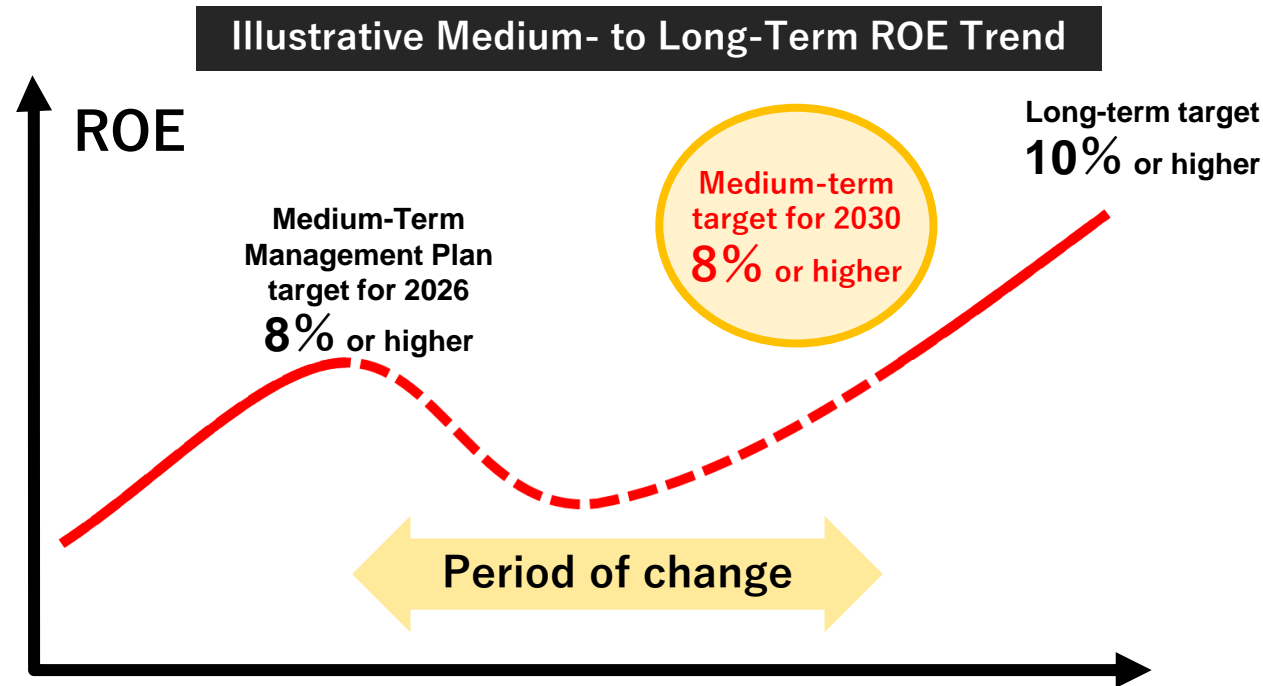 Illustrative Medium- to Long-Term ROE Trend
ROE
Medium-Term
Management Plan
target for 2026
8% or higher
Medium-term
target for 2030
8% or higher
Long-term target
10% or higher
Period of change